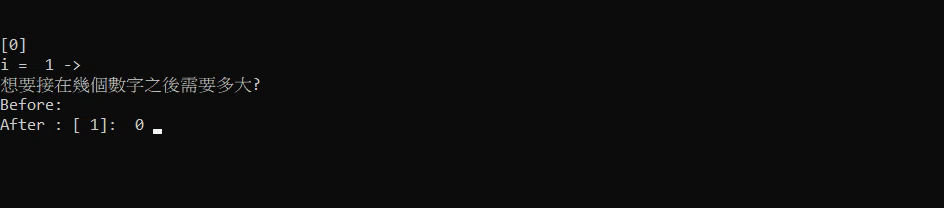 [0]
i =  1 ->
想要接在幾個數字之後需要多大?
Before:
After : [ 1]:  0